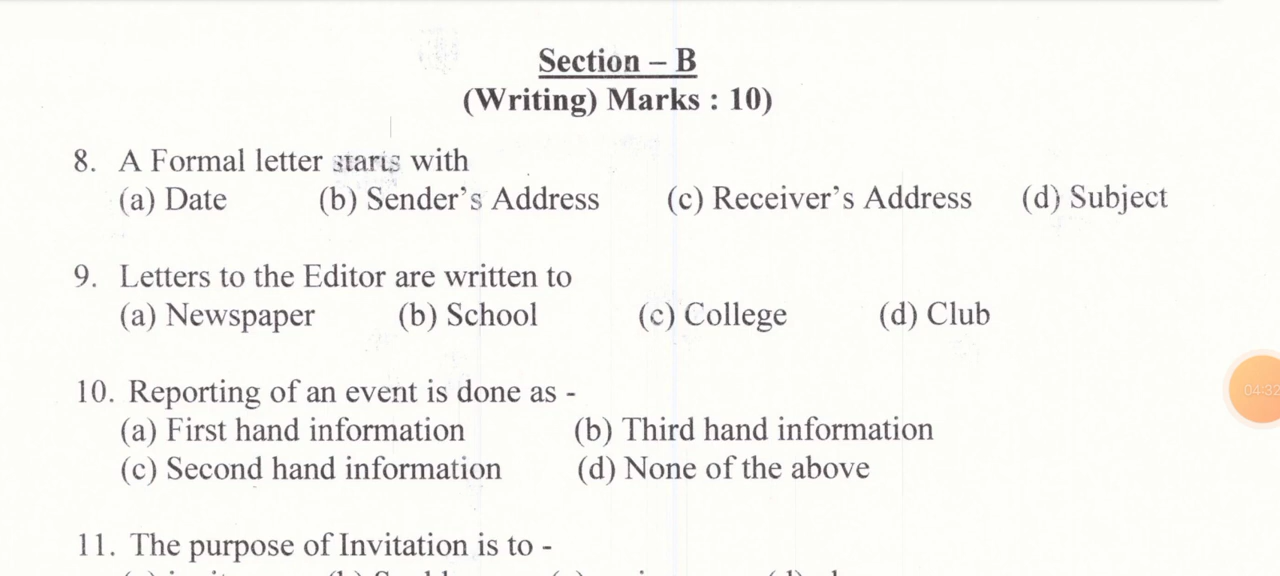 Section – B
(Writing) Marks : 10)
8. A Formal letter starts with
(a) Date (b) Sender's Address (c) Receiver's Address (d) Subject
9. Letters to the Editor are written to
(a) Newspaper (b) School (c) College (d) Club
10. Reporting of an event is done as -
(a) First hand information (b) Third hand information
(c) Second hand information (d) None of the above
04:32
11. The purpose of Invitation is to -